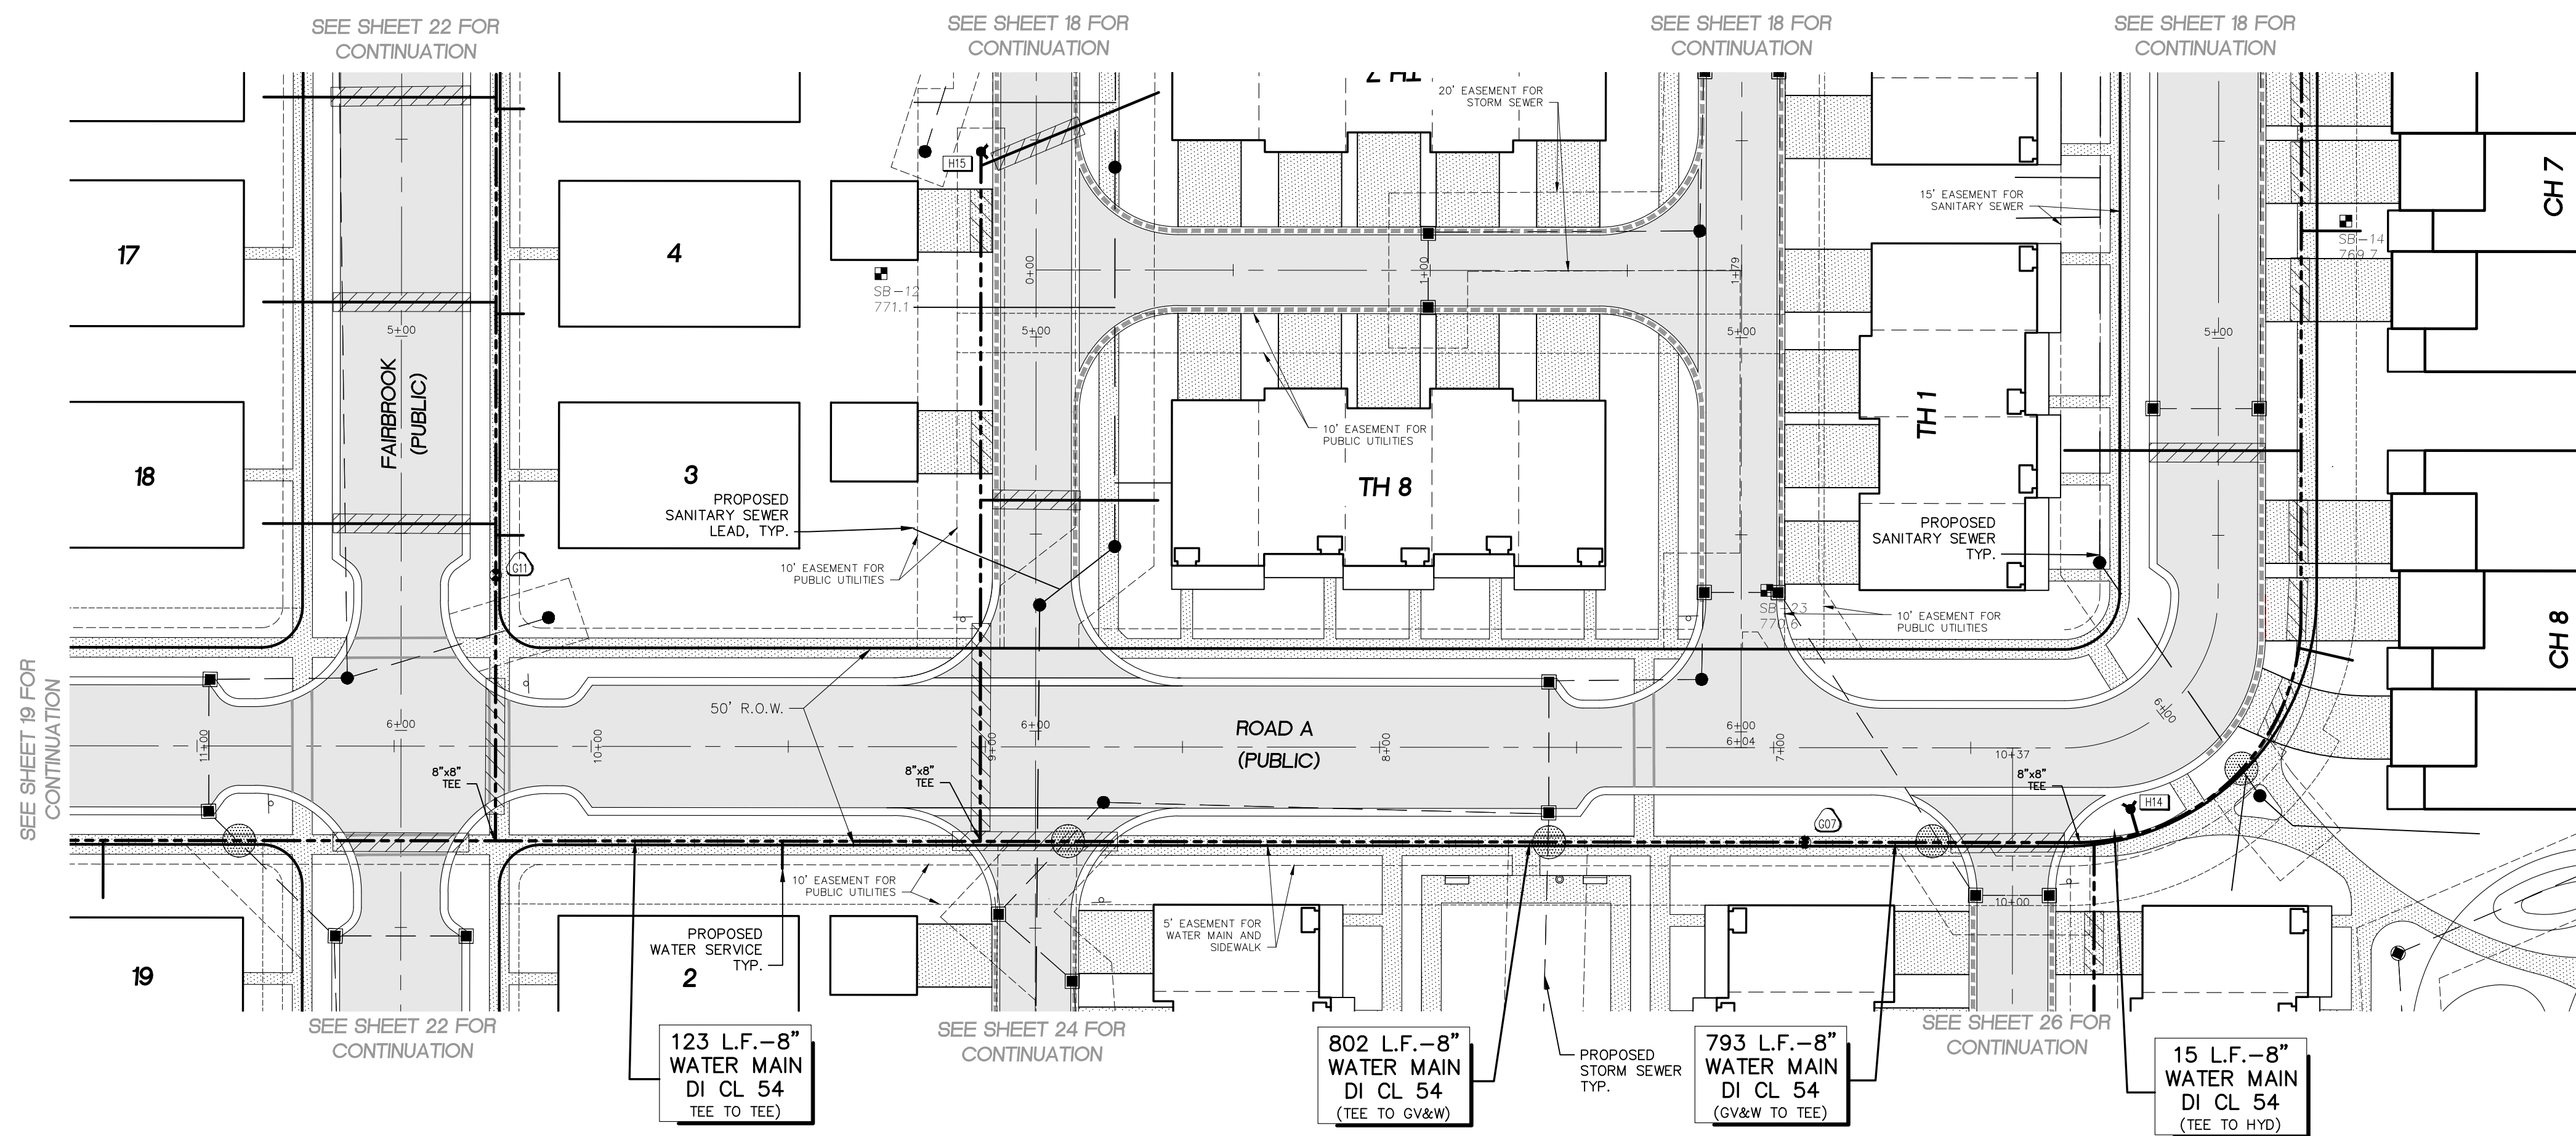 SEE SHEET 22 FOR
CONTINUATION
SEE SHEET 18 FOR
CONTINUATION
SEE SHEET 18 FOR
CONTINUATION
SEE SHEET 18 FOR
CONTINUATION
20' EASEMENT FOR
STORM SEWER
H15
15' EASEMENT FOR
SANITARY SEWER
CH 7
17
4
SB-12
771.1
0+00
1+00
1+79
SB-14
769.7
5+00
5+00
5+00
5+00
FAIRBROOK
(PUBLIC)
10' EASEMENT FOR
PUBLIC UTILITIES
TH 1
18
3
PROPOSED
SANITARY SEWER
LEAD, TYP.
TH 8
PROPOSED
SANITARY SEWER
TYP.
G11
10' EASEMENT FOR
PUBLIC UTILITIES
SB-23
770.6
10' EASEMENT FOR
PUBLIC UTILITIES
CH 8
SEE SHEET 19 FOR
CONTINUATION
50' R.O.W.
6+00
6+00
6+00
6+04
6+00
ROAD A
(PUBLIC)
11+00
10+00
9+00
8+00
7+00
10+37
8"x8"
TEE
8"x8"
TEE
8"x8"
TEE
H14
G07
10' EASEMENT FOR
PUBLIC UTILITIES
10+00
5' EASEMENT FOR
WATER MAIN AND
SIDEWALK
PROPOSED
WATER SERVICE
TYP.
19
2
SEE SHEET 22 FOR
CONTINUATION
123 L.F.-8"
WATER MAIN
DI CL 54
TEE TO TEE)
SEE SHEET 24 FOR
CONTINUATION
802 L.F.-8"
WATER MAIN
DI CL 54
(TEE TO GV&W)
PROPOSED
STORM SEWER
TYP.
793 L.F.-8"
WATER MAIN
DI CL 54
(GV&W TO TEE)
SEE SHEET 26 FOR
CONTINUATION
15 L.F.-8"
WATER MAIN
DI CL 54
(TEE TO HYD)